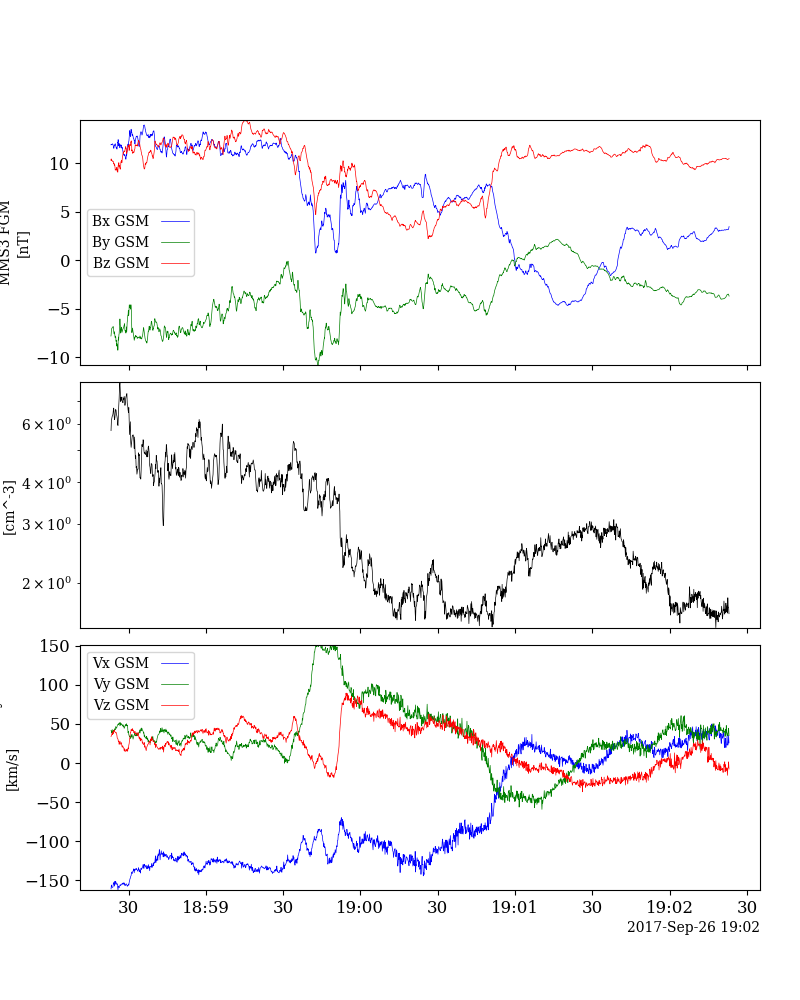 MMS3 FGM
[nT]
10
5
0
−5
−10
Bx GSM
By GSM
Bz GSM
[cm^-3]
6 × 10⁰
4 × 10⁰
3 × 10⁰
2 × 10⁰
[km/s]
150
100
50
0
−50
−100
−150
Vx GSM
Vy GSM
Vz GSM
30 18:59 30 19:00 30 19:01 30 19:02 30
2017-Sep-26 19:02